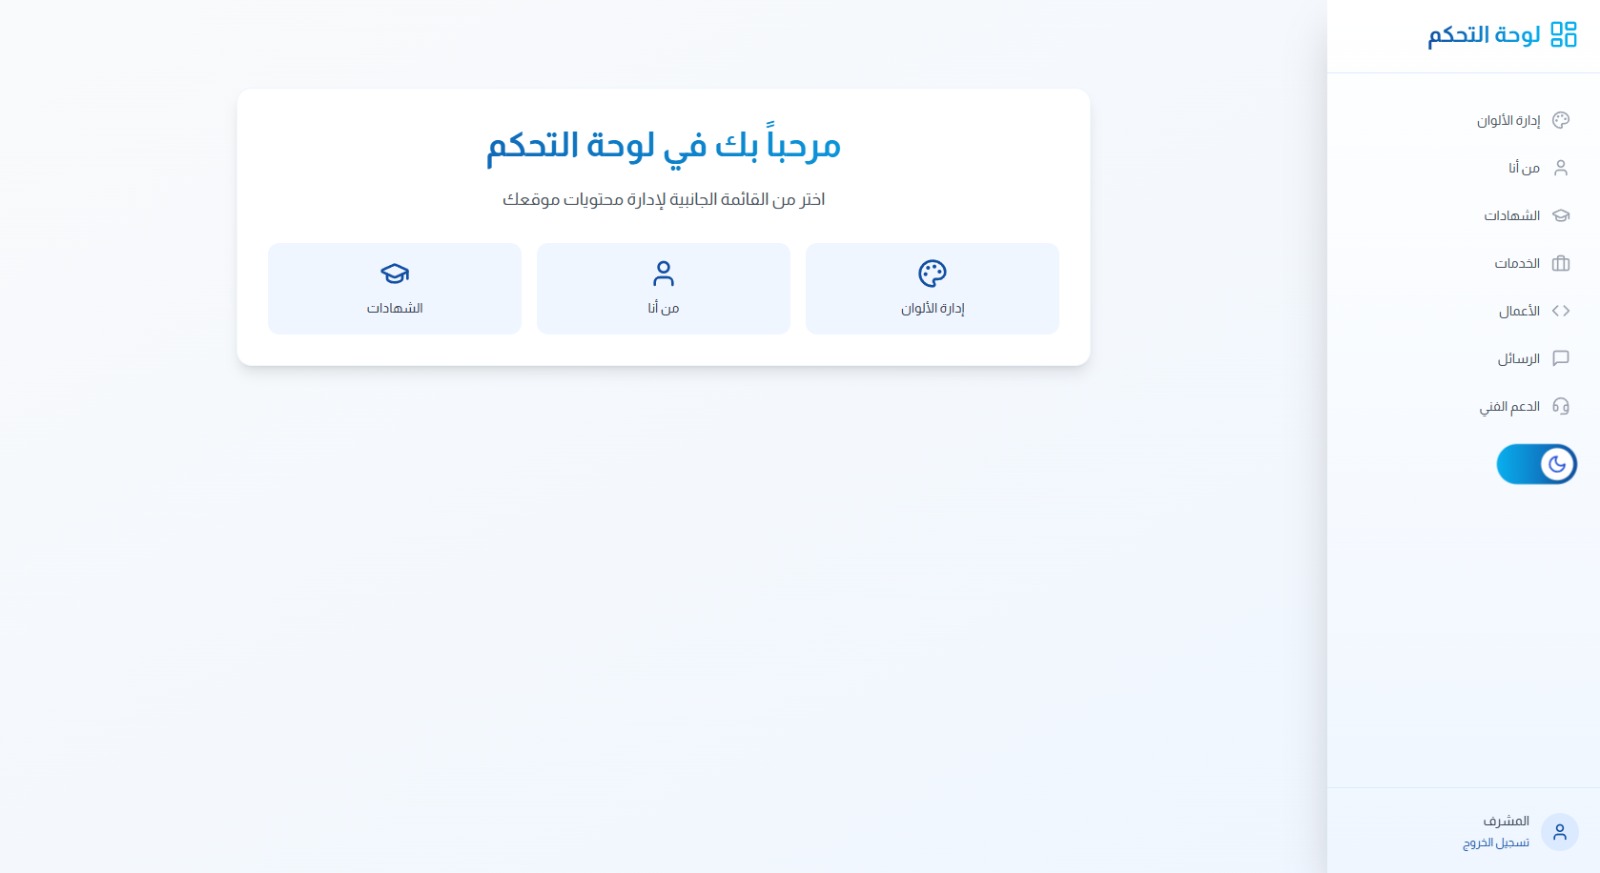 لوحة التحكم
إدارة الألوان
من أنا
الشهادات
الخدمات
الأعمال
الرسائل
الدعم الفني
المشرف
تسجيل الخروج
مرحباً بك في لوحة التحكم
اختر من القائمة الجانبية لإدارة محتويات موقعك
إدارة الألوان
من أنا
الشهادات